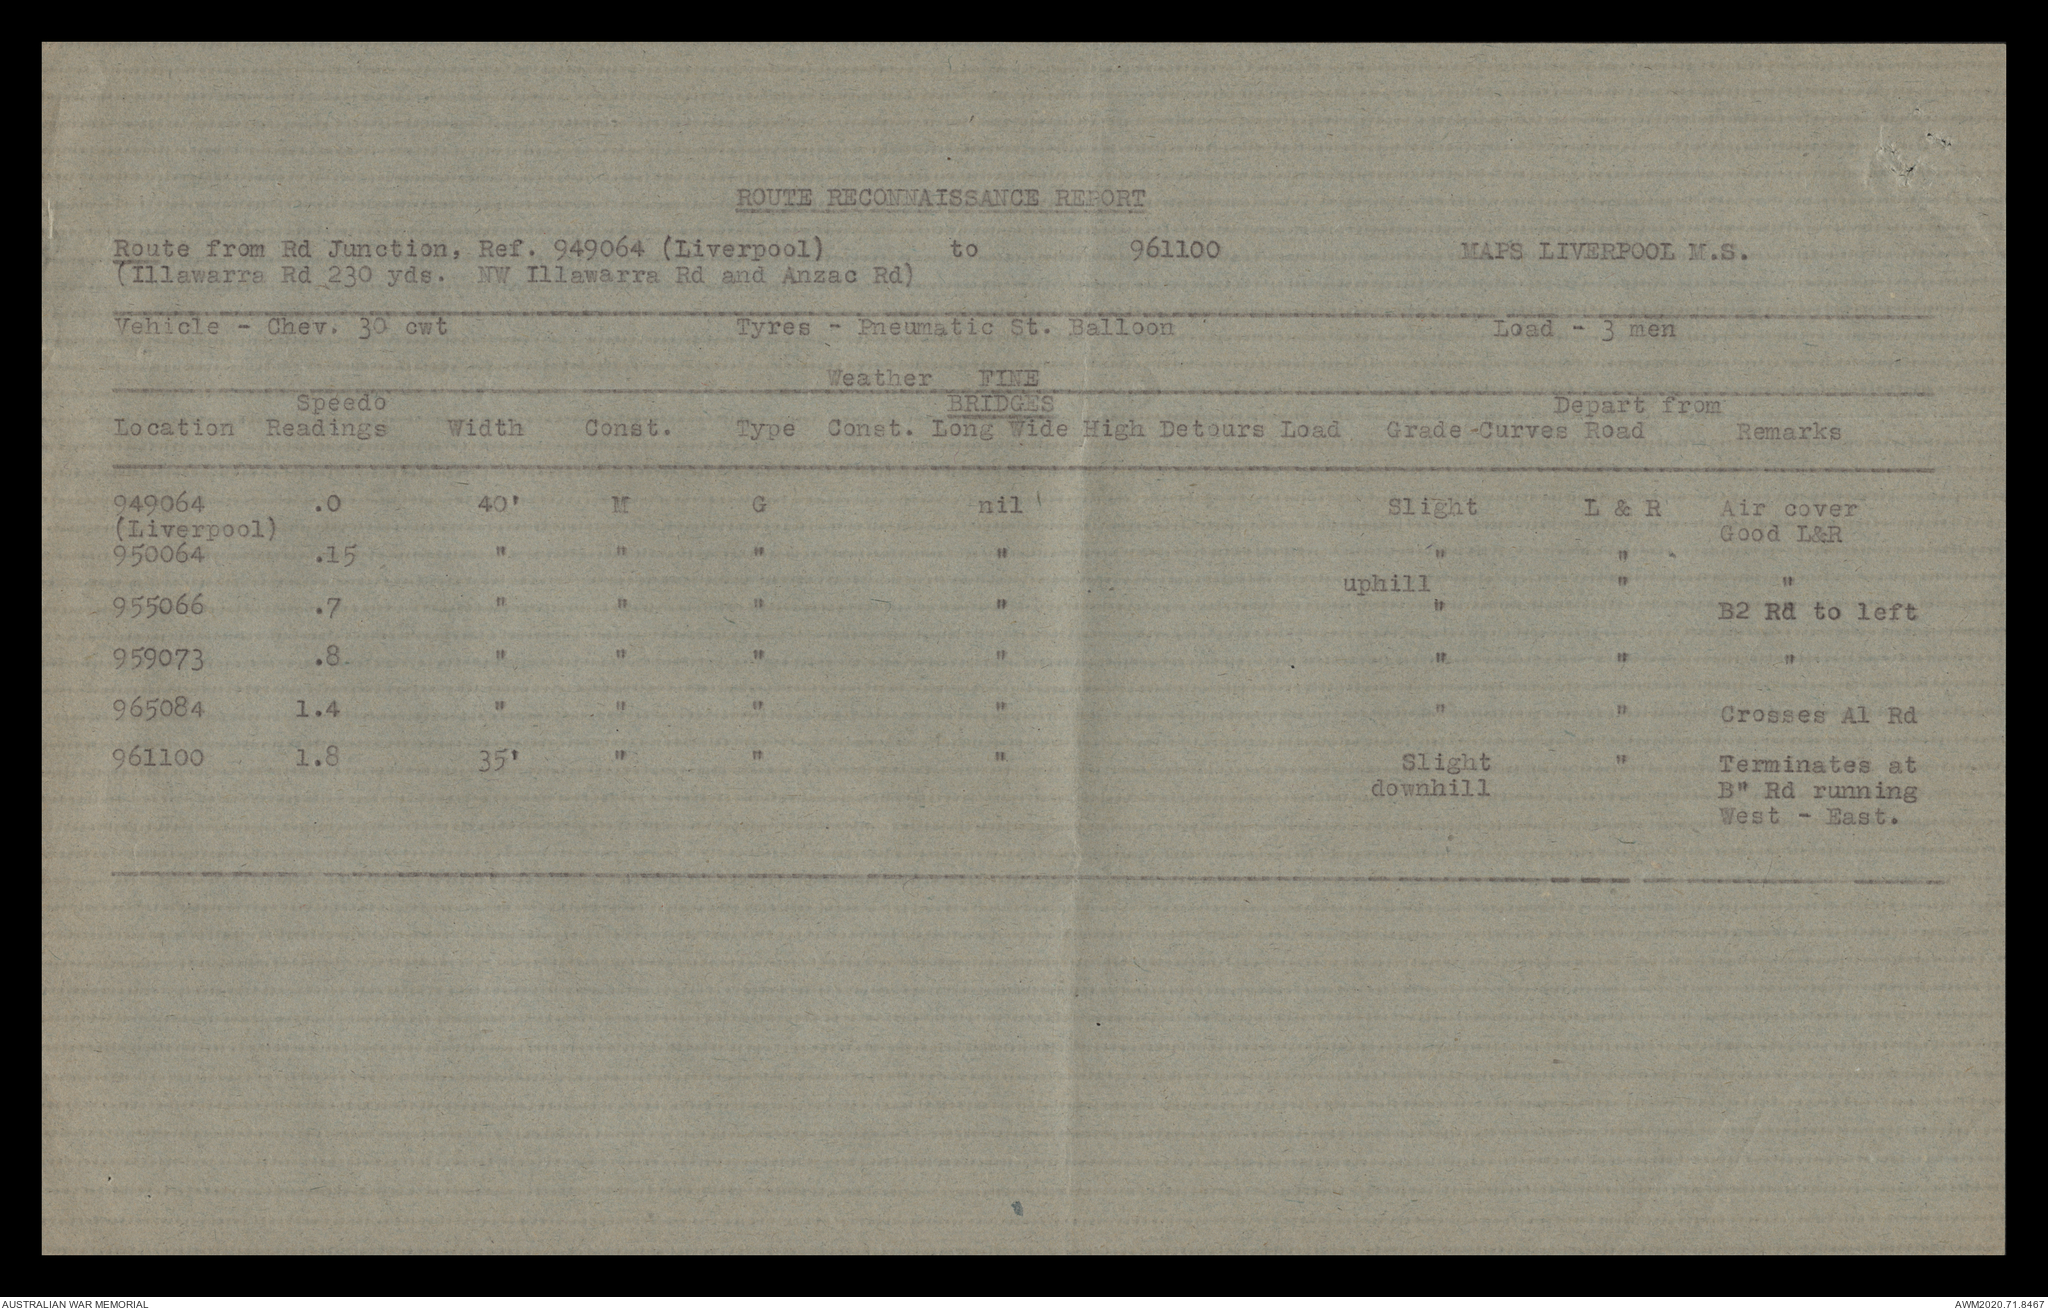 ROUTE RECONNAISSANCE REPORT
Route from Rd Junction, Ref. 949064 (Liverpool) to 961100 MAPS LIVERPOOL M.S.
(Illawarra Rd 230 yds. NW Illawarra Rd and Anzac Rd)
Vehicle - Chev. 30 cwt Tyres - Pneumatic St. Balloon Load - 3 men
Weather FINE
Speedo BRIDGES Depart from
Location Readings Width Const. Type Const. Long Wide High Detours Load Grade-Curves Road Remarks
949064 .0 40' M G nil Slight L & R Air cover
(Liverpool) Good L&R
950064 .15 " " " " " "
uphill " "
955066 .7 " " " " " B2 Rd to left
959073 .8 " " " " " " "
965084 1.4 " " " " " " Crosses A1 Rd
961100 1.8 35' " " " Slight " Terminates at
downhill B" Rd running
West - East.
AUSTRALIAN WAR MEMORIAL AWM2020.71.8467